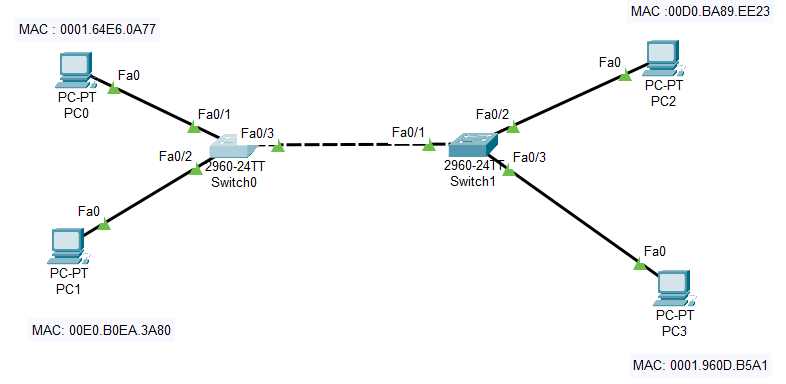 MAC : 0001.64E6.0A77
MAC :00D0.BA89.EE23
Fa0
PC-PT
PC0
Fa0/1
Fa0/3
Fa0/2
2960-24TT
Switch0
Fa0/1
Fa0/2
Fa0/3
2960-24TT
Switch1
Fa0
PC-PT
PC2
Fa0
PC-PT
PC1
Fa0
PC-PT
PC3
MAC: 00E0.B0EA.3A80
MAC: 0001.960D.B5A1